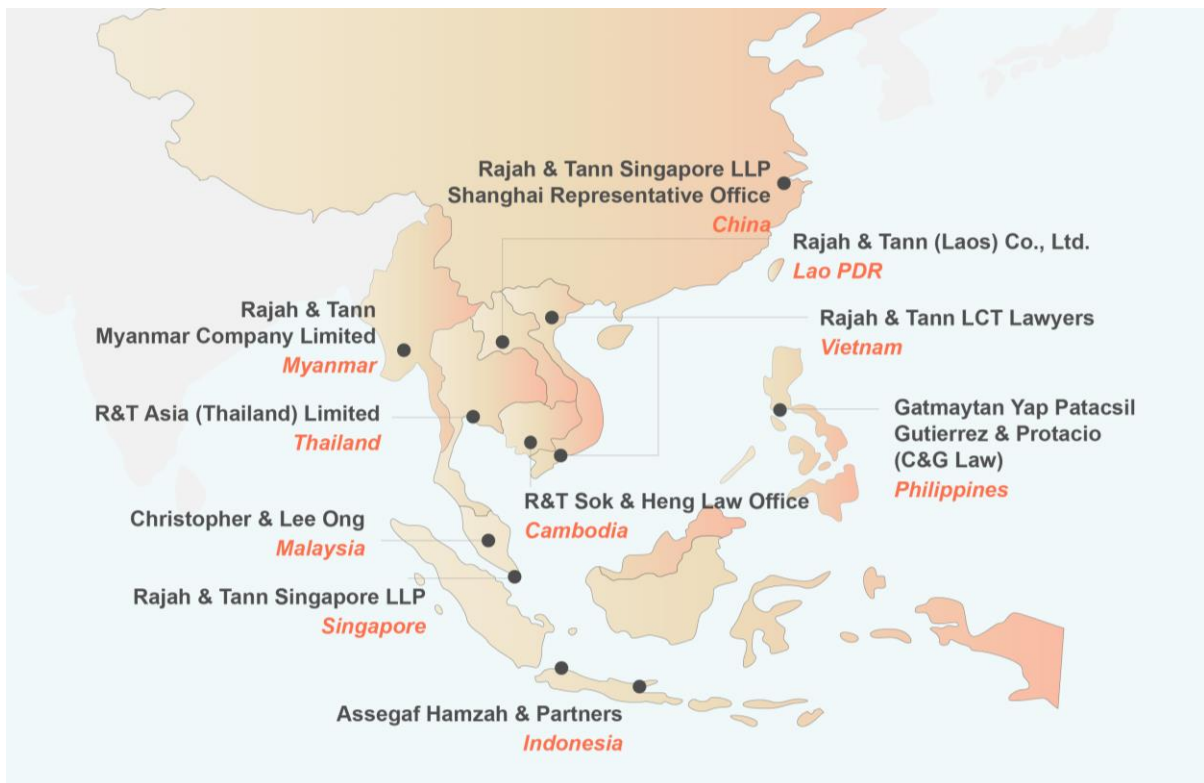 Rajah & Tann Singapore LLP
Shanghai Representative Office
China
Rajah & Tann (Laos) Co., Ltd.
Lao PDR
Rajah & Tann
Myanmar Company Limited
Myanmar
Rajah & Tann LCT Lawyers
Vietnam
R&T Asia (Thailand) Limited
Thailand
Gatmaytan Yap Patacsil
Gutierrez & Protacio
(C&G Law)
Philippines
R&T Sok & Heng Law Office
Cambodia
Christopher & Lee Ong
Malaysia
Rajah & Tann Singapore LLP
Singapore
Assegaf Hamzah & Partners
Indonesia